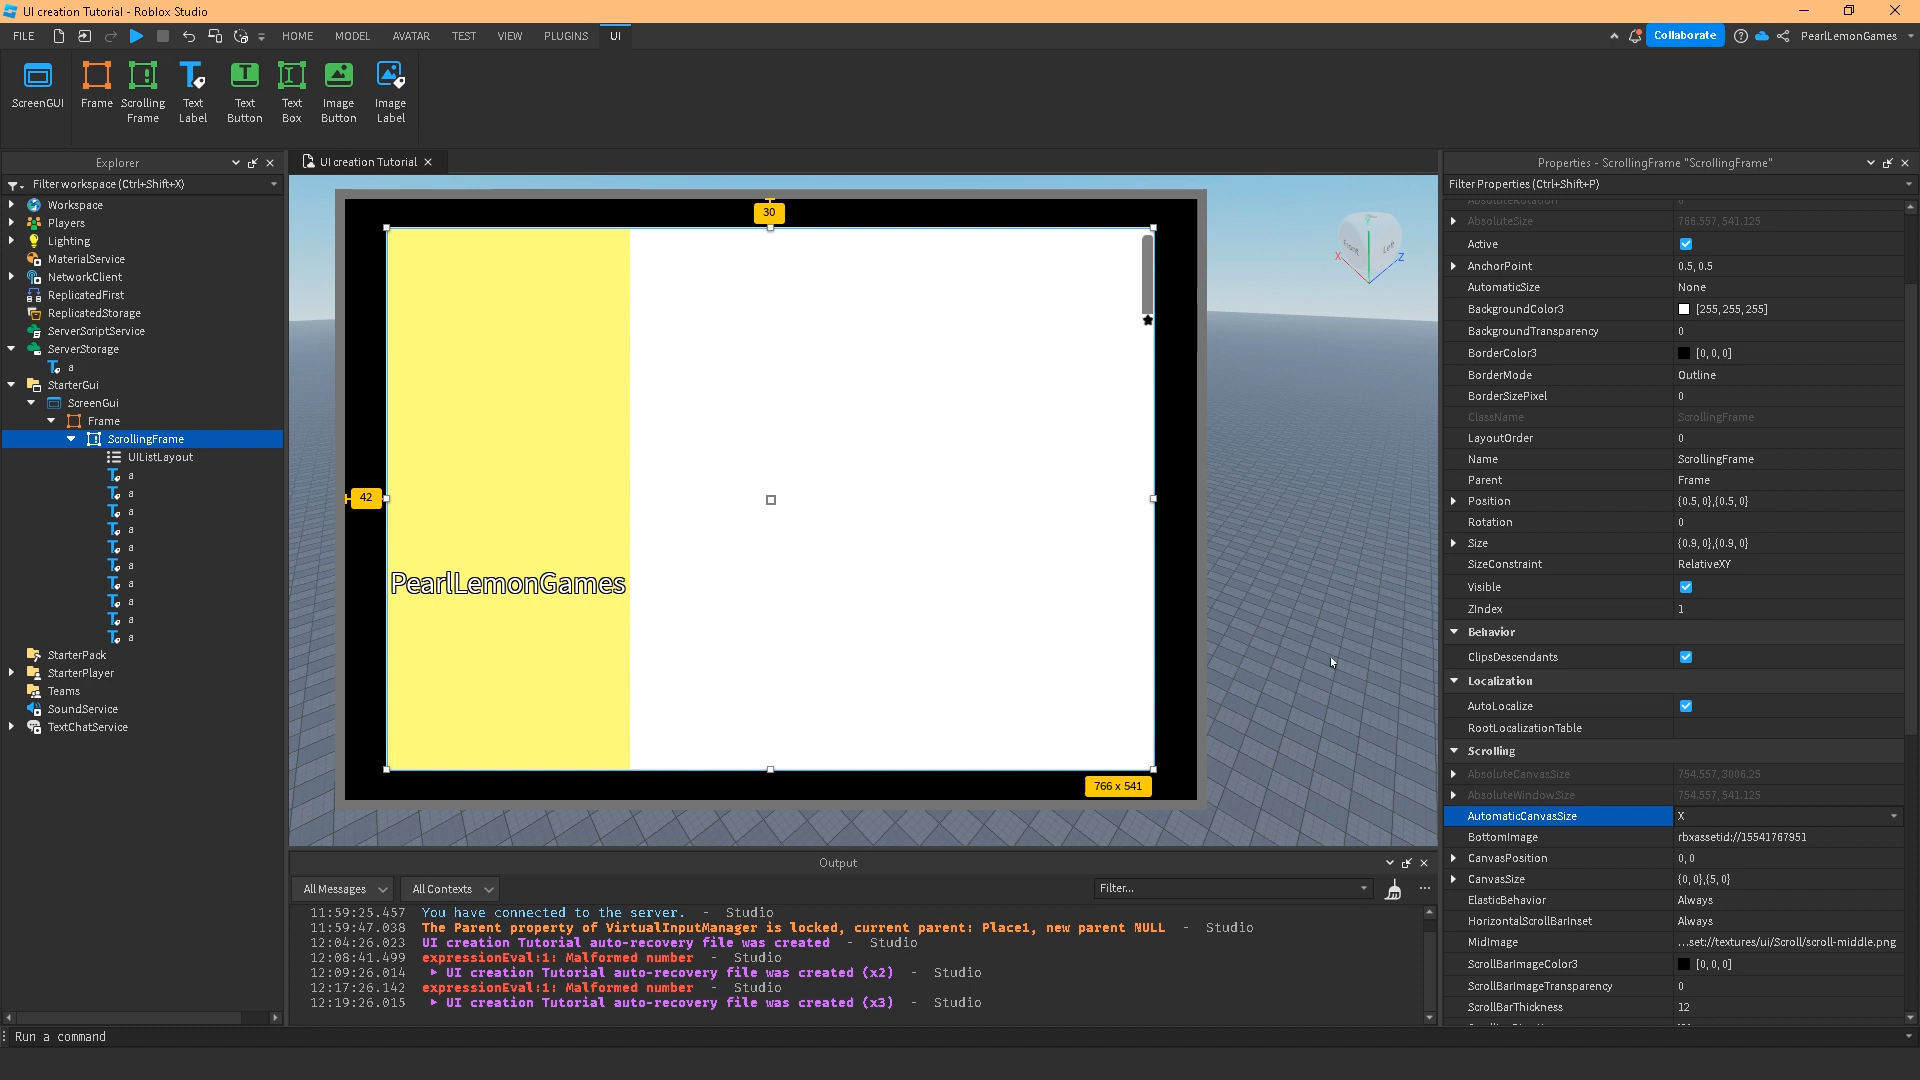 UI creation Tutorial - Roblox Studio
FILE HOME MODEL AVATAR TEST VIEW PLUGINS UI Collaborate PearlLemonGames
ScreenGUI Frame Scrolling Frame Text Label Text Button Text Box Image Button Image Label
Explorer
Filter workspace (Ctrl+Shift+X)
Workspace
Players
Lighting
MaterialService
NetworkClient
ReplicatedFirst
ReplicatedStorage
ServerScriptService
ServerStorage
a
StarterGui
ScreenGui
Frame
ScrollingFrame
UIListLayout
a
a
a
a
a
a
a
a
a
a
StarterPack
StarterPlayer
Teams
SoundService
TextChatService
UI creation Tutorial
30
42
PearlLemonGames
766 x 541
Front
Left
X
Y
Z
Output
All Messages All Contexts Filter...
11:59:25.457 You have connected to the server. - Studio
11:59:47.038 The Parent property of VirtualInputManager is locked, current parent: Place1, new parent NULL - Studio
12:04:26.023 UI creation Tutorial auto-recovery file was created - Studio
12:08:41.499 expressionEval:1: Malformed number - Studio
12:09:26.014 UI creation Tutorial auto-recovery file was created (x2) - Studio
12:17:26.142 expressionEval:1: Malformed number - Studio
12:19:26.015 UI creation Tutorial auto-recovery file was created (x3) - Studio
Properties - ScrollingFrame "ScrollingFrame"
Filter Properties (Ctrl+Shift+P)
AbsoluteRotation 0
AbsoluteSize 766.557, 541.125
Active
AnchorPoint 0.5, 0.5
AutomaticSize None
BackgroundColor3 [255, 255, 255]
BackgroundTransparency 0
BorderColor3 [0, 0, 0]
BorderMode Outline
BorderSizePixel 0
ClassName ScrollingFrame
LayoutOrder 0
Name ScrollingFrame
Parent Frame
Position {0.5, 0},{0.5, 0}
Rotation 0
Size {0.9, 0},{0.9, 0}
SizeConstraint RelativeXY
Visible
ZIndex 1
Behavior
ClipsDescendants
Localization
AutoLocalize
RootLocalizationTable
Scrolling
AbsoluteCanvasSize 754.557, 3006.25
AbsoluteWindowSize 754.557, 541.125
AutomaticCanvasSize X
BottomImage rbxassetid://15541767951
CanvasPosition 0, 0
CanvasSize {0, 0},{5, 0}
ElasticBehavior Always
HorizontalScrollBarInset Always
MidImage ...set://textures/ui/Scroll/scroll-middle.png
ScrollBarImageColor3 [0, 0, 0]
ScrollBarImageTransparency 0
ScrollBarThickness 12
Run a command